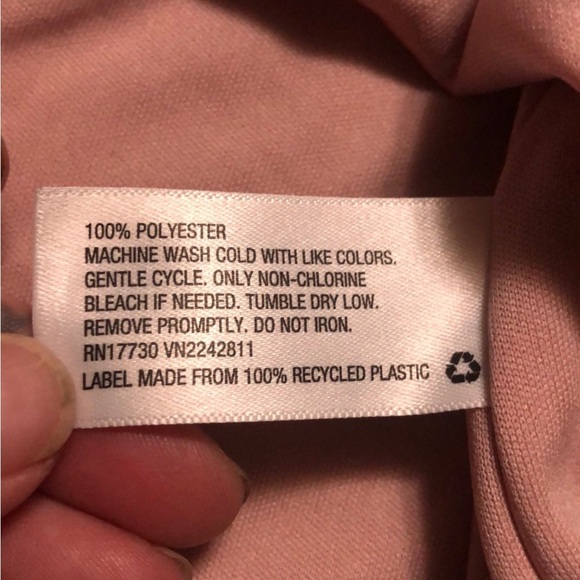 100% POLYESTER
MACHINE WASH COLD WITH LIKE COLORS.
GENTLE CYCLE. ONLY NON-CHLORINE
BLEACH IF NEEDED. TUMBLE DRY LOW.
REMOVE PROMPTLY. DO NOT IRON.
RN17730 VN2242811
LABEL MADE FROM 100% RECYCLED PLASTIC